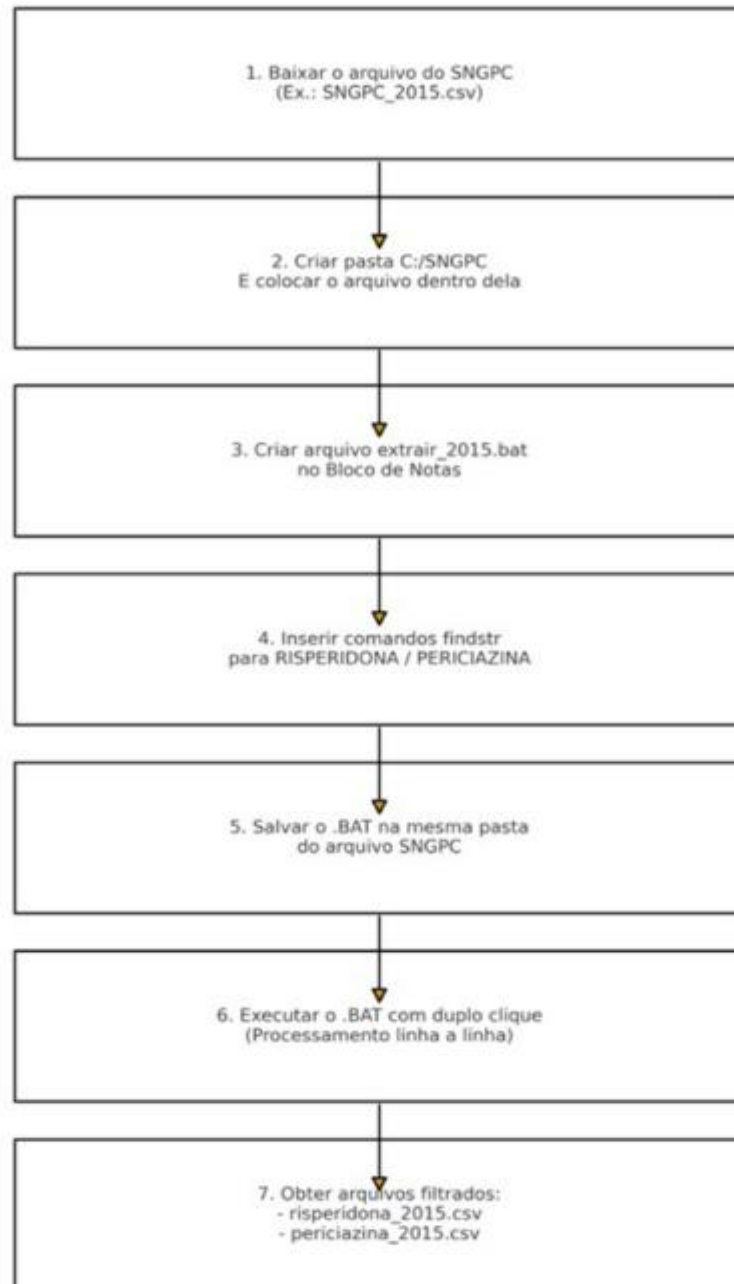 1. Baixar o arquivo do SNGPC
(Ex.: SNGPC_2015.csv)
2. Criar pasta C:/SNGPC
E colocar o arquivo dentro dela
3. Criar arquivo extrair_2015.bat
no Bloco de Notas
4. Inserir comandos findstr
para RISPERIDONA / PERICIAZINA
5. Salvar o .BAT na mesma pasta
do arquivo SNGPC
6. Executar o .BAT com duplo clique
(Processamento linha a linha)
7. Obter arquivos filtrados:
- risperidona_2015.csv
- periciazina_2015.csv